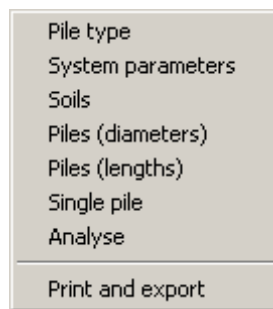 Pile type
System parameters
Soils
Piles (diameters)
Piles (lengths)
Single pile
Analyse
Print and export